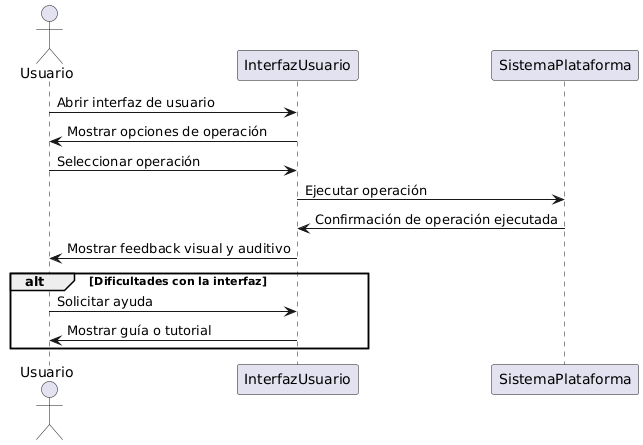 Usuario
InterfazUsuario
SistemaPlataforma
Abrir interfaz de usuario
Mostrar opciones de operación
Seleccionar operación
Ejecutar operación
Confirmación de operación ejecutada
Mostrar feedback visual y auditivo
alt [Dificultades con la interfaz]
Solicitar ayuda
Mostrar guía o tutorial
Usuario
InterfazUsuario
SistemaPlataforma